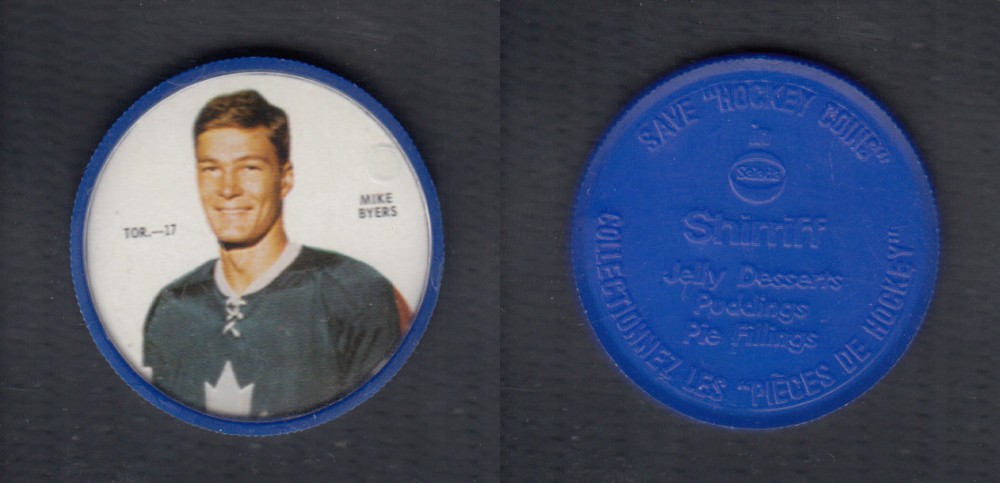 TOR.—17
MIKE
BYERS
SAVE "HOCKEY COINS"
in
Salada
Shirriff
Jelly Desserts
Puddings
Pie Fillings
COLLECTIONNEZ LES "PIÈCES DE HOCKEY"